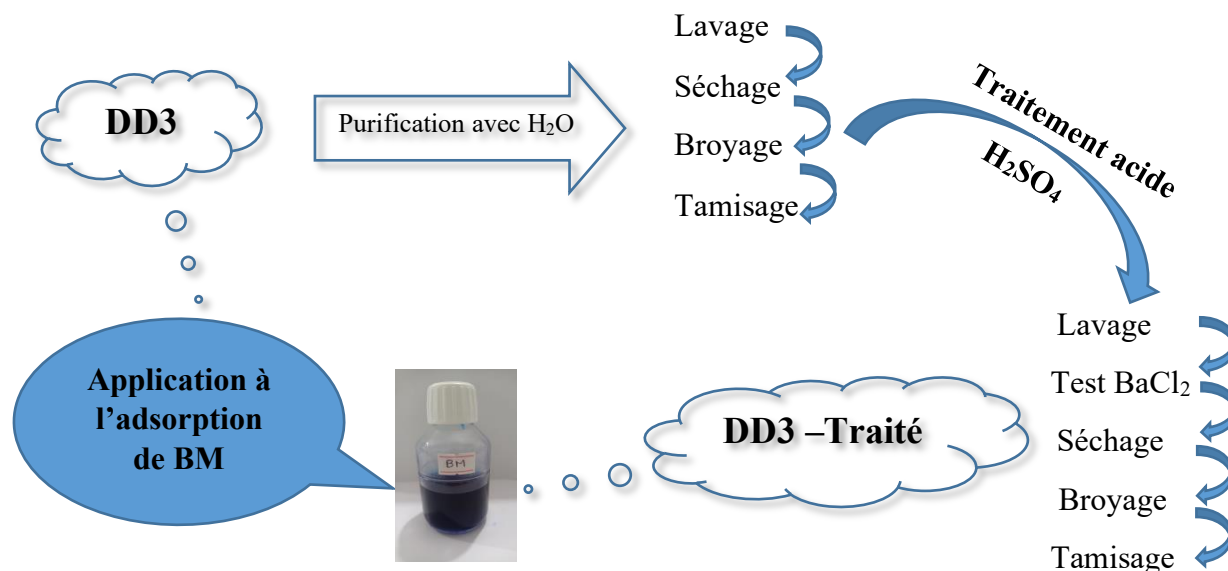 DD3
Purification avec H₂O
Lavage
Séchage
Broyage
Tamisage
Traitement acide
H₂SO₄
Lavage
Test BaCl₂
Séchage
Broyage
Tamisage
DD3 –Traité
BM
Application à
l’adsorption
de BM